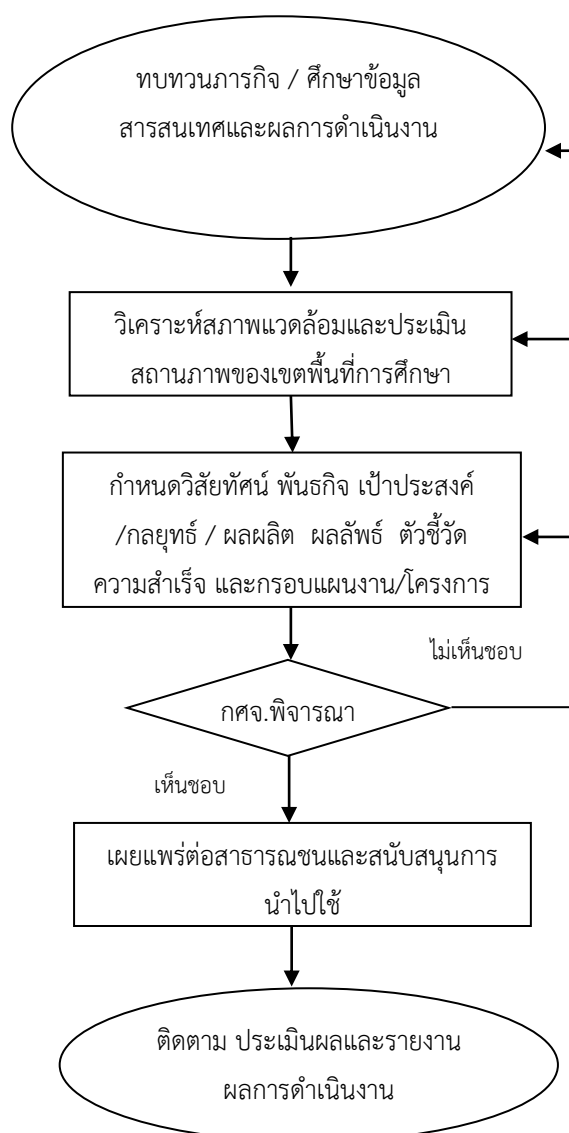 ทบทวนภารกิจ / ศึกษาข้อมูล
สารสนเทศและผลการดำเนินงาน
วิเคราะห์สภาพแวดล้อมและประเมิน
สถานภาพของเขตพื้นที่การศึกษา
กำหนดวิสัยทัศน์ พันธกิจ เป้าประสงค์
/กลยุทธ์ / ผลผลิต ผลลัพธ์ ตัวชี้วัด
ความสำเร็จ และกรอบแผนงาน/โครงการ
ไม่เห็นชอบ
กศจ.พิจารณา
เห็นชอบ
เผยแพร่ต่อสาธารณชนและสนับสนุนการ
นำไปใช้
ติดตาม ประเมินผลและรายงาน
ผลการดำเนินงาน